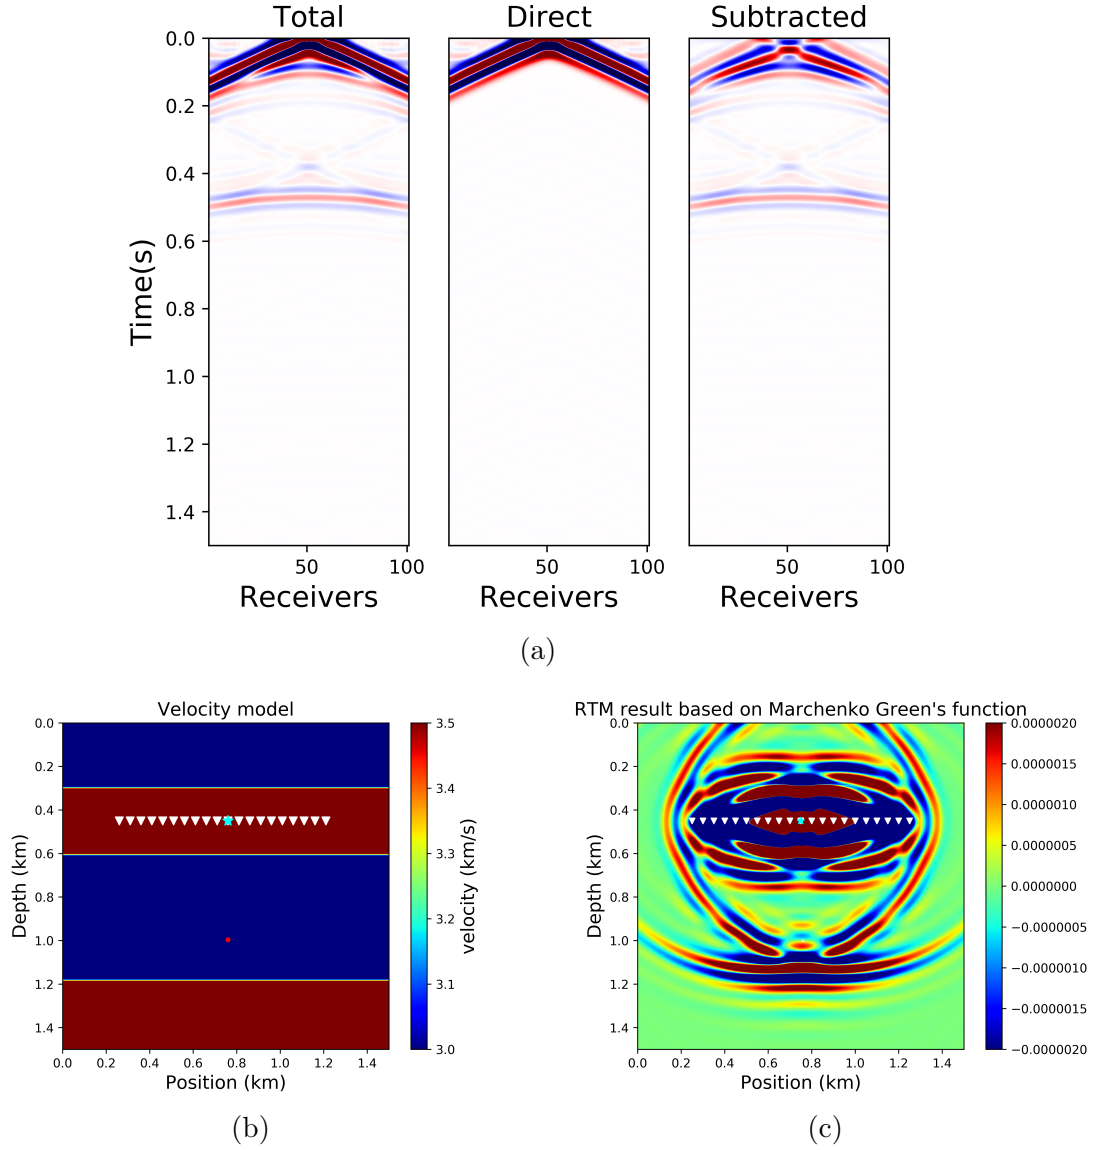 Total Direct Subtracted
0.0
0.2
0.4
0.6
0.8
1.0
1.2
1.4
Time(s)
50 100 50 100 50 100
Receivers Receivers Receivers
(a)
Velocity model
0.0
0.2
0.4
0.6
0.8
1.0
1.2
1.4
Depth (km)
0.0 0.2 0.4 0.6 0.8 1.0 1.2 1.4
Position (km)
3.5
3.4
3.3
3.2
3.1
3.0
velocity (km/s)
(b)
RTM result based on Marchenko Green's function
0.0
0.2
0.4
0.6
0.8
1.0
1.2
1.4
Depth (km)
0.0 0.2 0.4 0.6 0.8 1.0 1.2 1.4
Position (km)
0.0000020
0.0000015
0.0000010
0.0000005
0.0000000
−0.0000005
−0.0000010
−0.0000015
−0.0000020
(c)